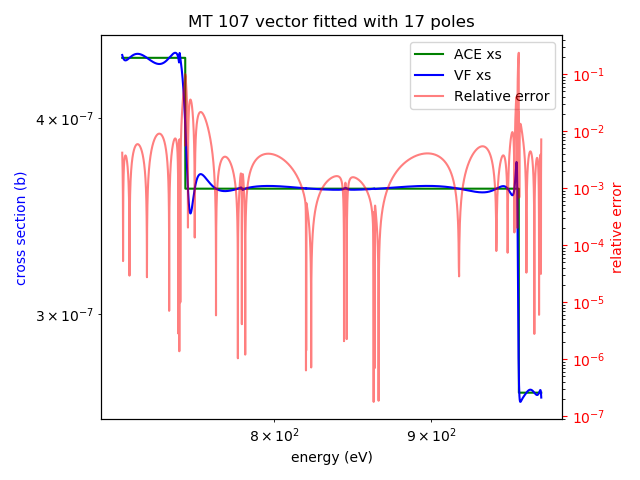 MT 107 vector fitted with 17 poles
ACE xs
VF xs
Relative error
cross section (b)
4 × 10⁻⁷
3 × 10⁻⁷
10⁻¹
10⁻²
10⁻³
10⁻⁴
10⁻⁵
10⁻⁶
10⁻⁷
relative error
8 × 10²
9 × 10²
energy (eV)